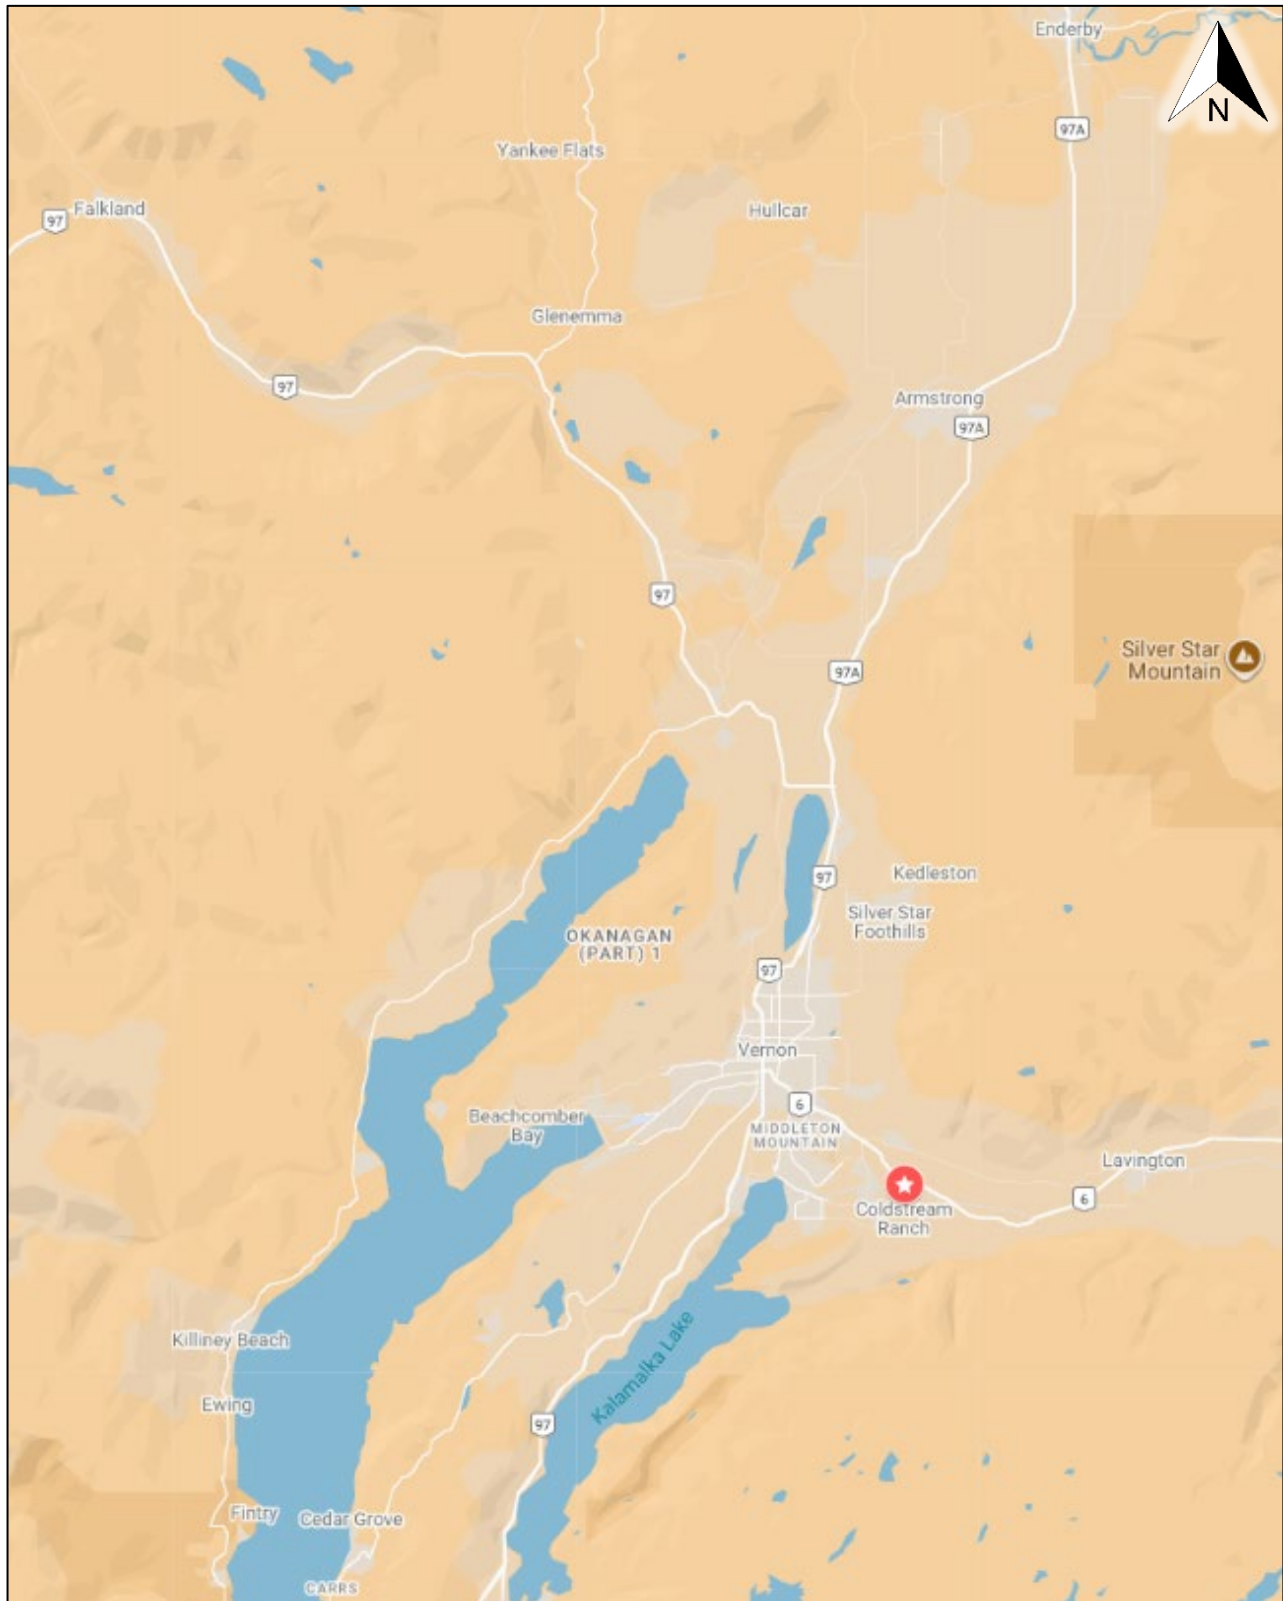 Enderby
N
97A
Yankee Flats
Falkland
97
Hullcar
Glenemma
97
Armstrong
97A
97
Silver Star
Mountain
97A
97
Kedleston
Silver Star
Foothills
OKANAGAN
(PART) 1
97
Vernon
6
Beachcomber
Bay
MIDDLETON
MOUNTAIN
Lavington
6
Coldstream
Ranch
Killiney Beach
Kalamalka Lake
Ewing
97
Fintry
Cedar Grove
CARRS